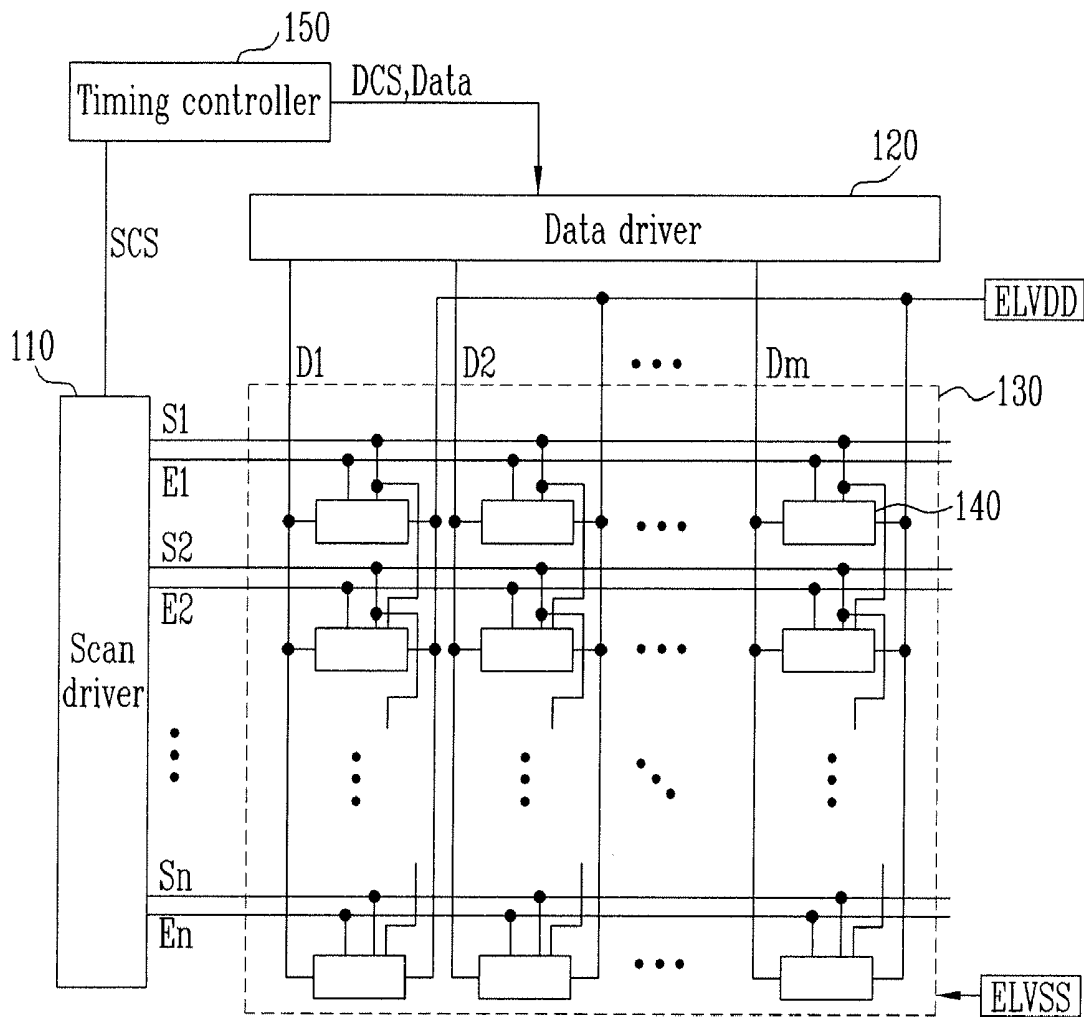 150
Timing controller
DCS,Data
120
Data driver
SCS
ELVDD
110
D1
D2
Dm
130
S1
E1
140
S2
E2
Scan
driver
Sn
En
ELVSS